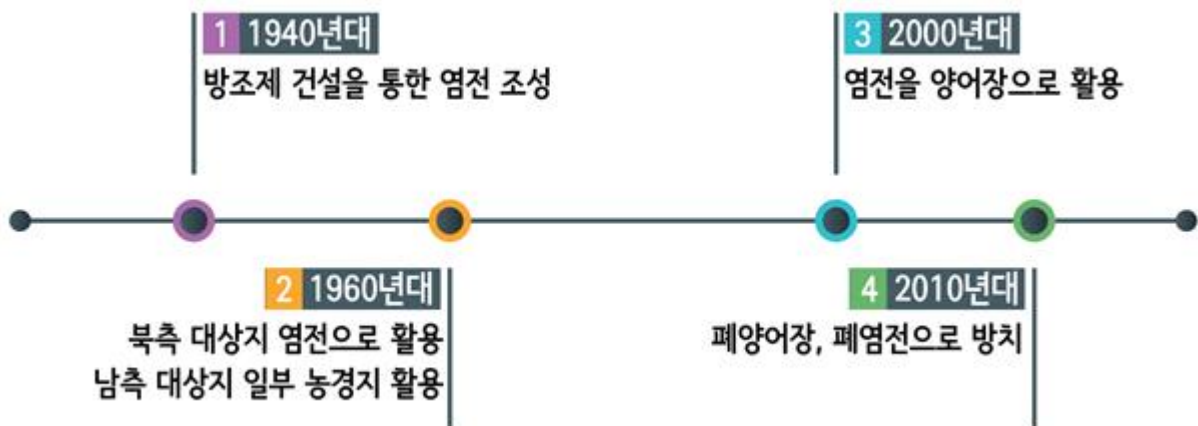 1 1940년대
방조제 건설을 통한 염전 조성
2 1960년대
북측 대상지 염전으로 활용
남측 대상지 일부 농경지 활용
3 2000년대
염전을 양어장으로 활용
4 2010년대
폐양어장, 폐염전으로 방치